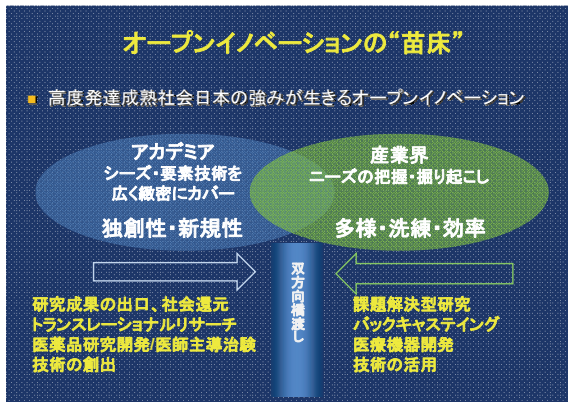 オープンイノベーションの“苗床”
■ 高度発達成熟社会日本の強みが生きるオープンイノベーション
アカデミア
シーズ・要素技術を
広く緻密にカバー
独創性・新規性
産業界
ニーズの把握・掘り起こし
多様・洗練・効率
双方向橋渡し
研究成果の出口、社会還元
トランスレーショナルリサーチ
医薬品研究開発/医師主導治験
技術の創出
課題解決型研究
バックキャステイング
医療機器開発
技術の活用